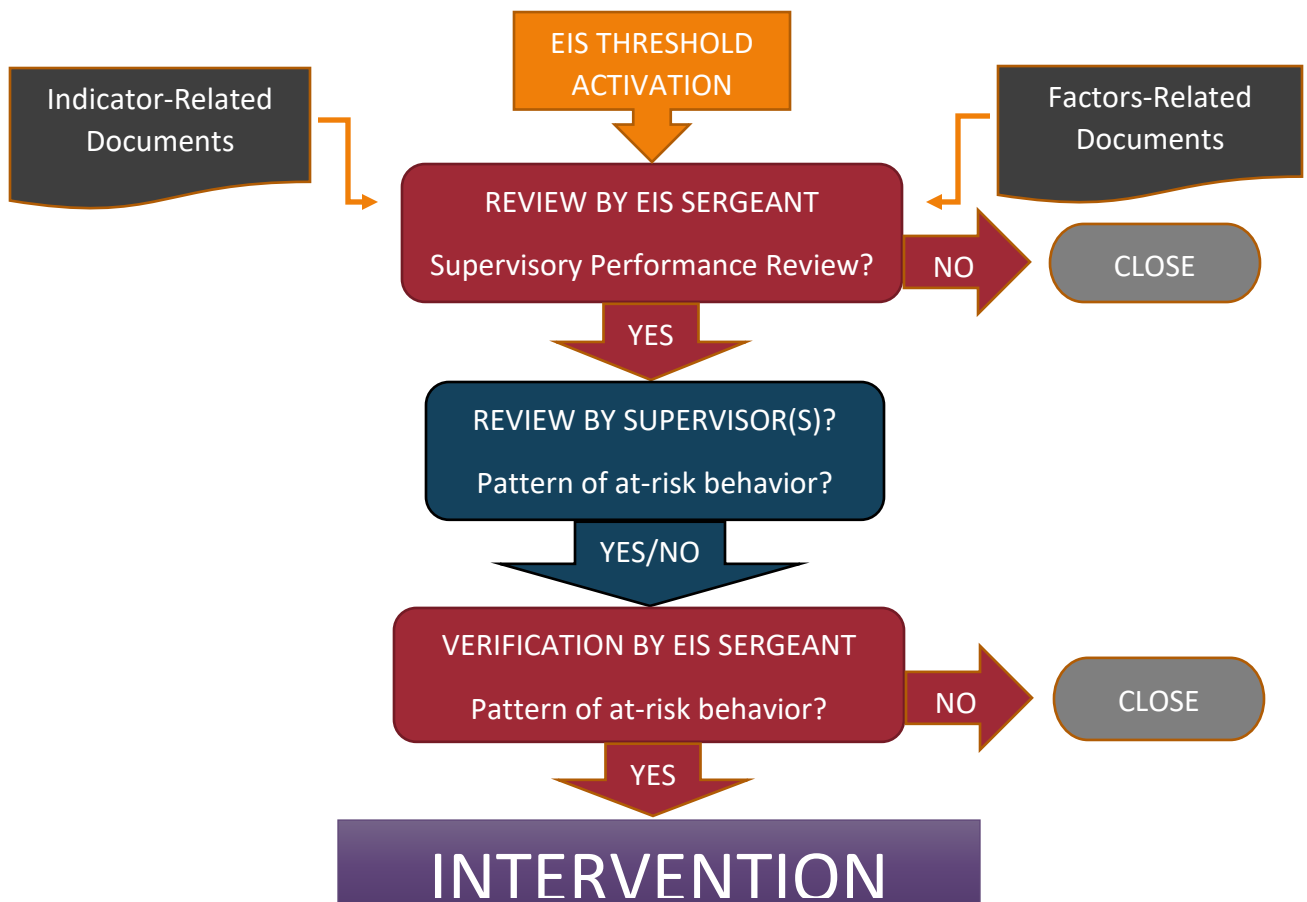 EIS THRESHOLD
ACTIVATION
Indicator-Related
Documents
Factors-Related
Documents
REVIEW BY EIS SERGEANT
Supervisory Performance Review?
NO
CLOSE
YES
REVIEW BY SUPERVISOR(S)?
Pattern of at-risk behavior?
YES/NO
VERIFICATION BY EIS SERGEANT
Pattern of at-risk behavior?
NO
CLOSE
YES
INTERVENTION